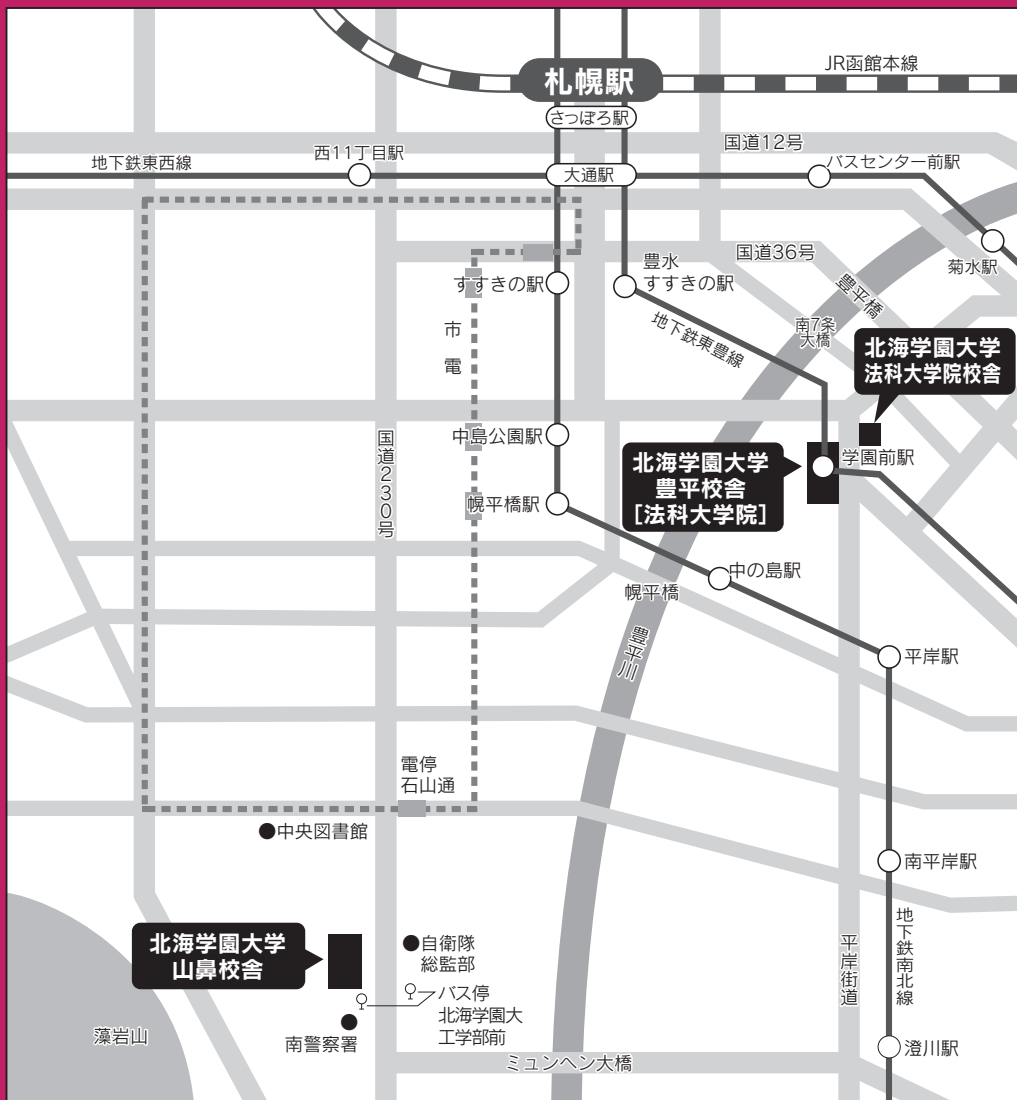 JR函館本線
札幌駅
さっぽろ駅
国道12号
地下鉄東西線
西11丁目駅
大通駅
バスセンター前駅
国道36号
菊水駅
すすきの駅
豊水
すすきの駅
豊平橋
市電
地下鉄東豊線
南7条
大橋
北海学園大学
法科大学院校舎
国道230号
中島公園駅
北海学園大学
豊平校舎
[法科大学院]
学園前駅
幌平橋駅
中の島駅
幌平橋
豊平川
平岸駅
電停
石山通
中央図書館
南平岸駅
北海学園大学
山鼻校舎
自衛隊
総監部
平岸街道
地下鉄南北線
バス停
北海学園大
工学部前
南警察署
藻岩山
ミュンヘン大橋
澄川駅